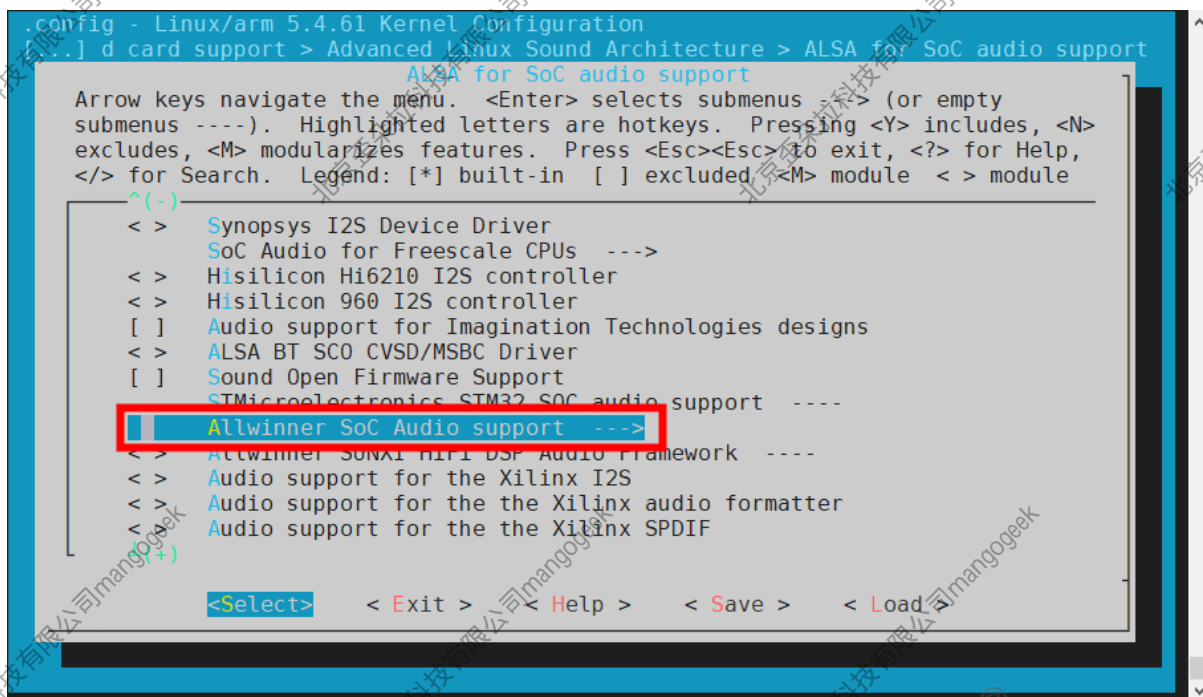 .config - Linux/arm 5.4.61 Kernel Configuration
[...] d card support > Advanced Linux Sound Architecture > ALSA for SoC audio support
ALSA for SoC audio support
Arrow keys navigate the menu. <Enter> selects submenus ---> (or empty
submenus ----). Highlighted letters are hotkeys. Pressing <Y> includes, <N>
excludes, <M> modularizes features. Press <Esc><Esc> to exit, <?> for Help,
</> for Search. Legend: [*] built-in [ ] excluded <M> module < > module
^(-)
< > Synopsys I2S Device Driver
SoC Audio for Freescale CPUs --->
< > Hisilicon Hi6210 I2S controller
< > Hisilicon 960 I2S controller
[ ] Audio support for Imagination Technologies designs
< > ALSA BT SCO CVSD/MSBC Driver
[ ] Sound Open Firmware Support
STMicroelectronics STM32 SOC audio support ----
Allwinner SoC Audio support --->
< > Allwinner SUNXI HIFI DSP Audio Framework ----
< > Audio support for the Xilinx I2S
< > Audio support for the the Xilinx audio formatter
< > Audio support for the the Xilinx SPDIF
(+)
<Select> < Exit > < Help > < Save > < Load >